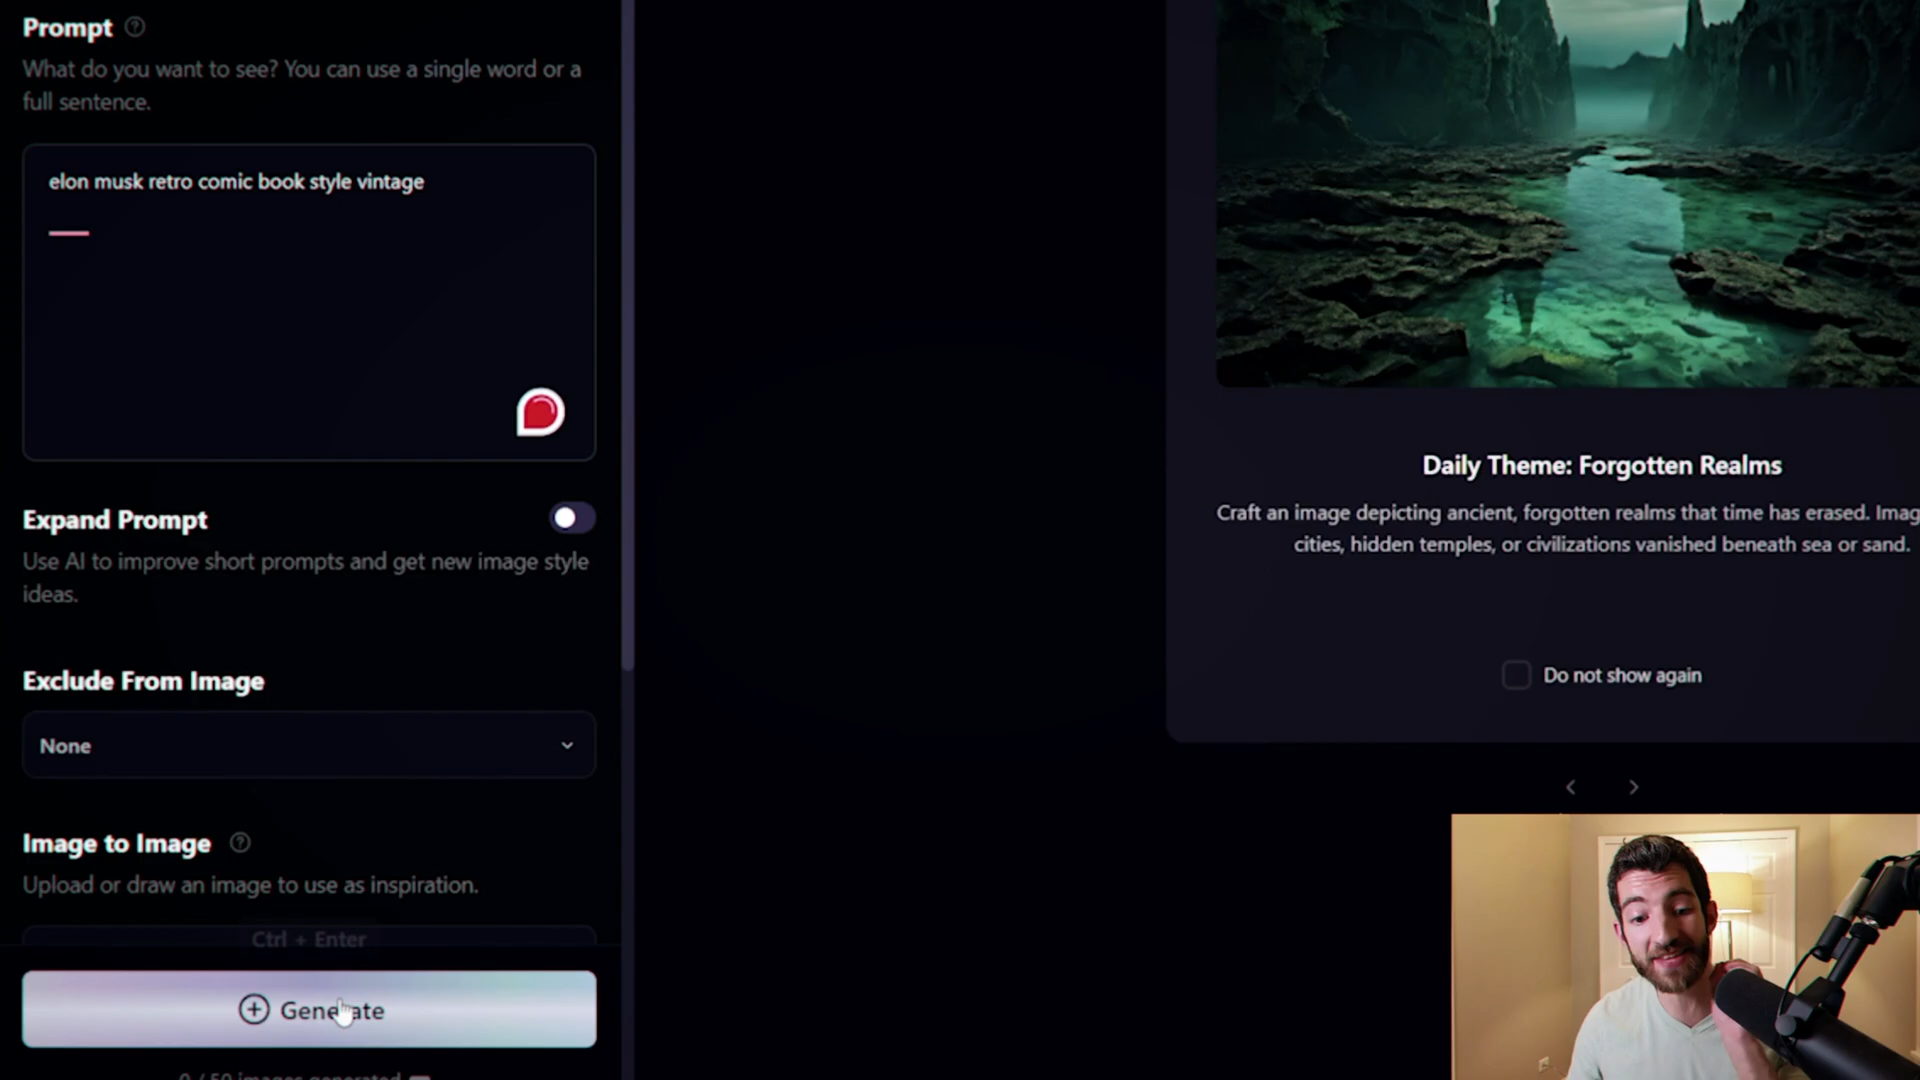 Prompt
What do you want to see? You can use a single word or a
full sentence.
elon musk retro comic book style vintage
Expand Prompt
Use AI to improve short prompts and get new image style
ideas.
Exclude From Image
None
Image to Image
Upload or draw an image to use as inspiration.
Ctrl + Enter
Generate
0 / 50 images generated
Daily Theme: Forgotten Realms
Craft an image depicting ancient, forgotten realms that time has erased. Imag
cities, hidden temples, or civilizations vanished beneath sea or sand.
Do not show again